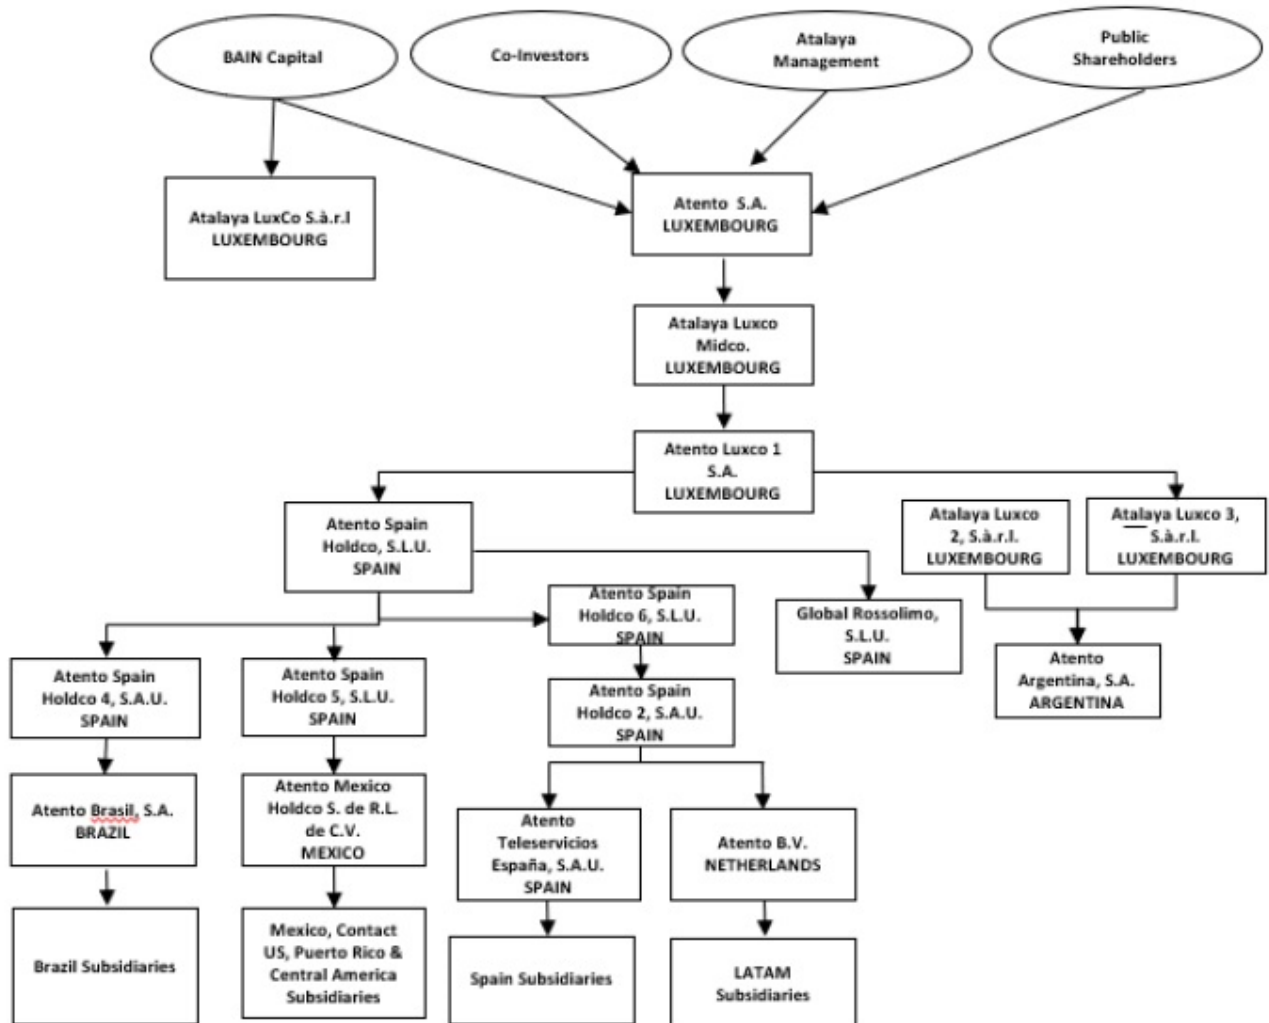 BAIN Capital
Co-Investors
Atalaya
Management
Public
Shareholders
Atalaya LuxCo S.à.r.l
LUXEMBOURG
Atento S.A.
LUXEMBOURG
Atalaya Luxco
Midco.
LUXEMBOURG
Atento Luxco 1
S.A.
LUXEMBOURG
Atento Spain
Holdco, S.L.U.
SPAIN
Atalaya Luxco
2, S.à.r.l.
LUXEMBOURG
Atalaya Luxco 3,
S.à.r.l.
LUXEMBOURG
Atento Spain
Holdco 6, S.L.U.
SPAIN
Global Rossolimo,
S.L.U.
SPAIN
Atento
Argentina, S.A.
ARGENTINA
Atento Spain
Holdco 4, S.A.U.
SPAIN
Atento Spain
Holdco 5, S.L.U.
SPAIN
Atento Spain
Holdco 2, S.A.U.
SPAIN
Atento Brasil, S.A.
BRAZIL
Atento Mexico
Holdco S. de R.L.
de C.V.
MEXICO
Atento
Teleservicios
España, S.A.U.
SPAIN
Atento B.V.
NETHERLANDS
Brazil Subsidiaries
Mexico, Contact
US, Puerto Rico &
Central America
Subsidiaries
Spain Subsidiaries
LATAM
Subsidiaries